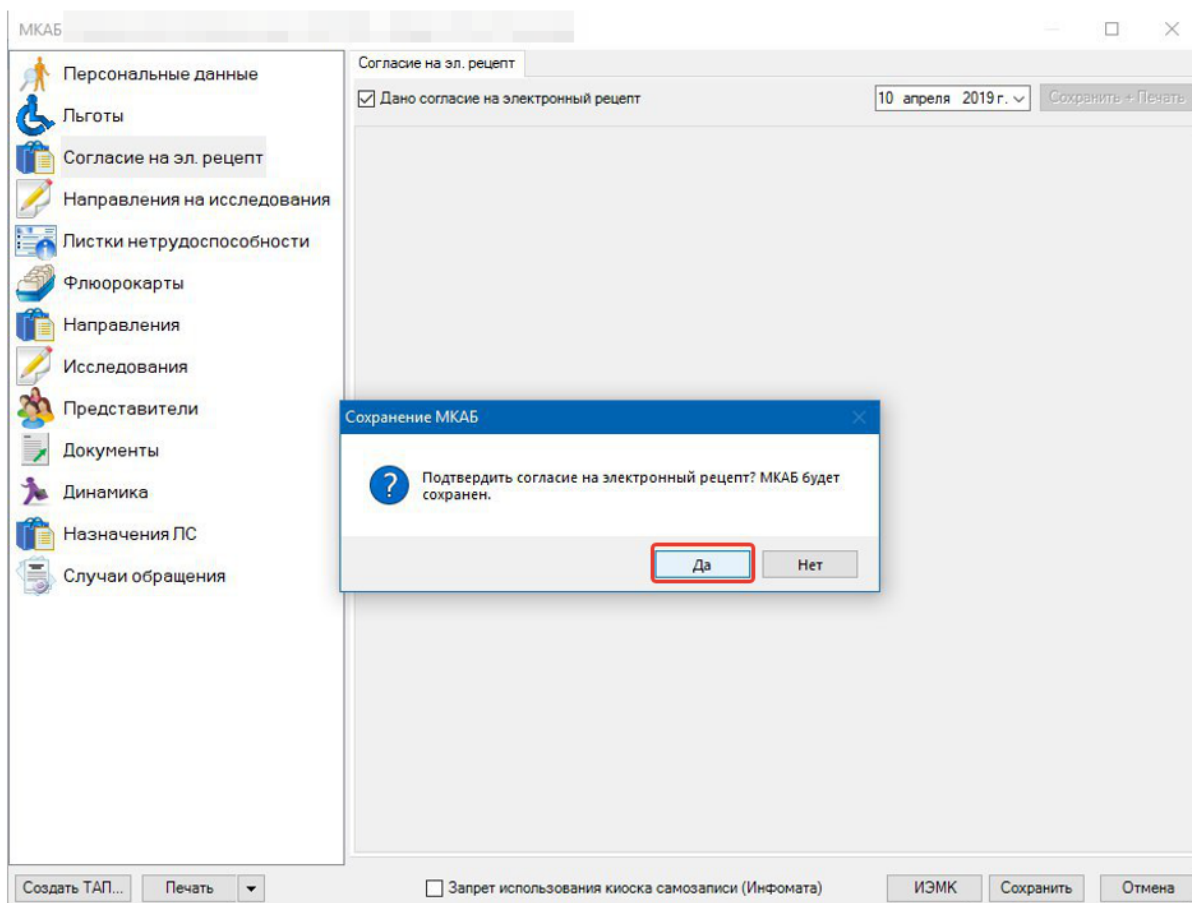 МКАБ
Персональные данные
Льготы
Согласие на эл. рецепт
Направления на исследования
Листки нетрудоспособности
Флюорокарты
Направления
Исследования
Представители
Документы
Динамика
Назначения ЛС
Случаи обращения
Согласие на эл. рецепт
Дано согласие на электронный рецепт
10 апреля 2019 г.
Сохранить + Печать
Сохранение МКАБ
Подтвердить согласие на электронный рецепт? МКАБ будет
сохранен.
Да Нет
Создать ТАП... Печать Запрет использования киоска самозаписи (Инфомата) ИЭМК Сохранить Отмена